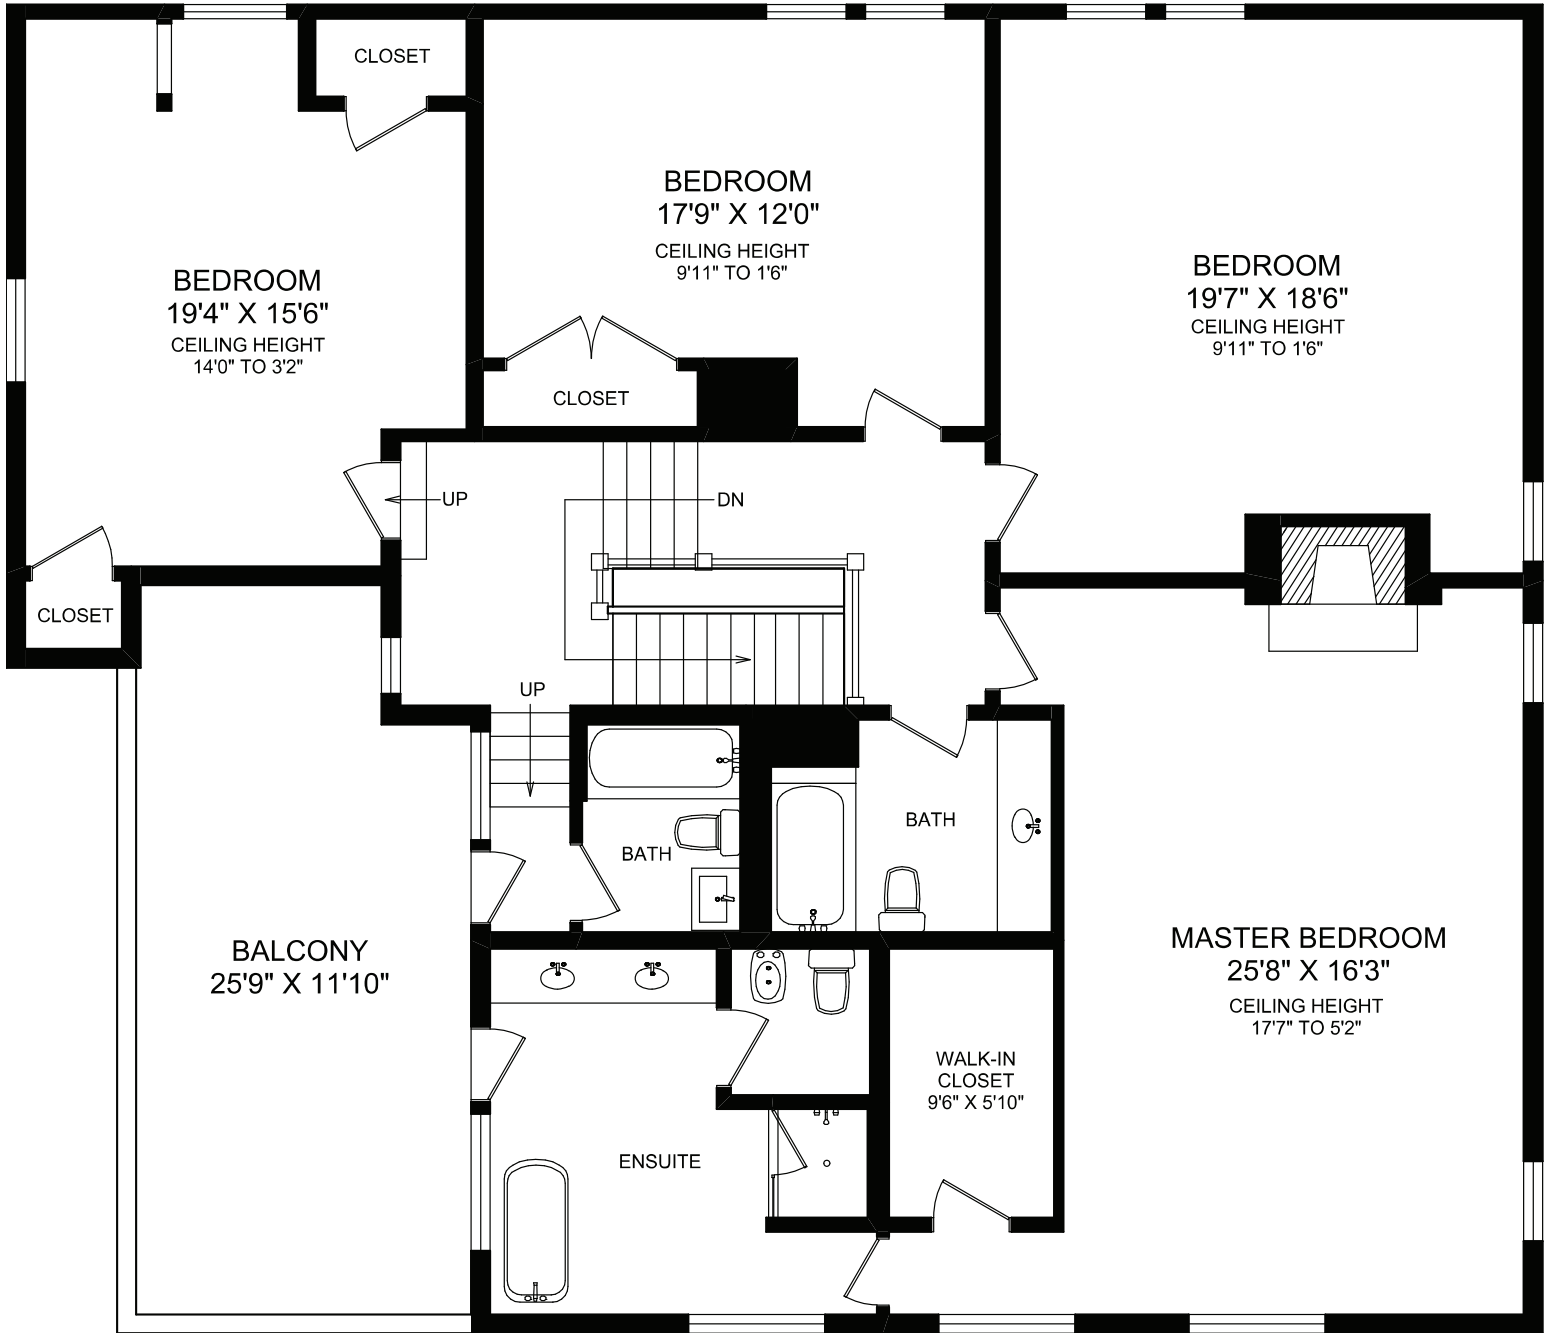 CLOSET
BEDROOM
17'9" X 12'0"
CEILING HEIGHT
9'11" TO 1'6"
BEDROOM
19'7" X 18'6"
CEILING HEIGHT
9'11" TO 1'6"
BEDROOM
19'4" X 15'6"
CEILING HEIGHT
14'0" TO 3'2"
CLOSET
UP
DN
CLOSET
UP
BATH
BATH
BALCONY
25'9" X 11'10"
MASTER BEDROOM
25'8" X 16'3"
CEILING HEIGHT
17'7" TO 5'2"
WALK-IN
CLOSET
9'6" X 5'10"
ENSUITE